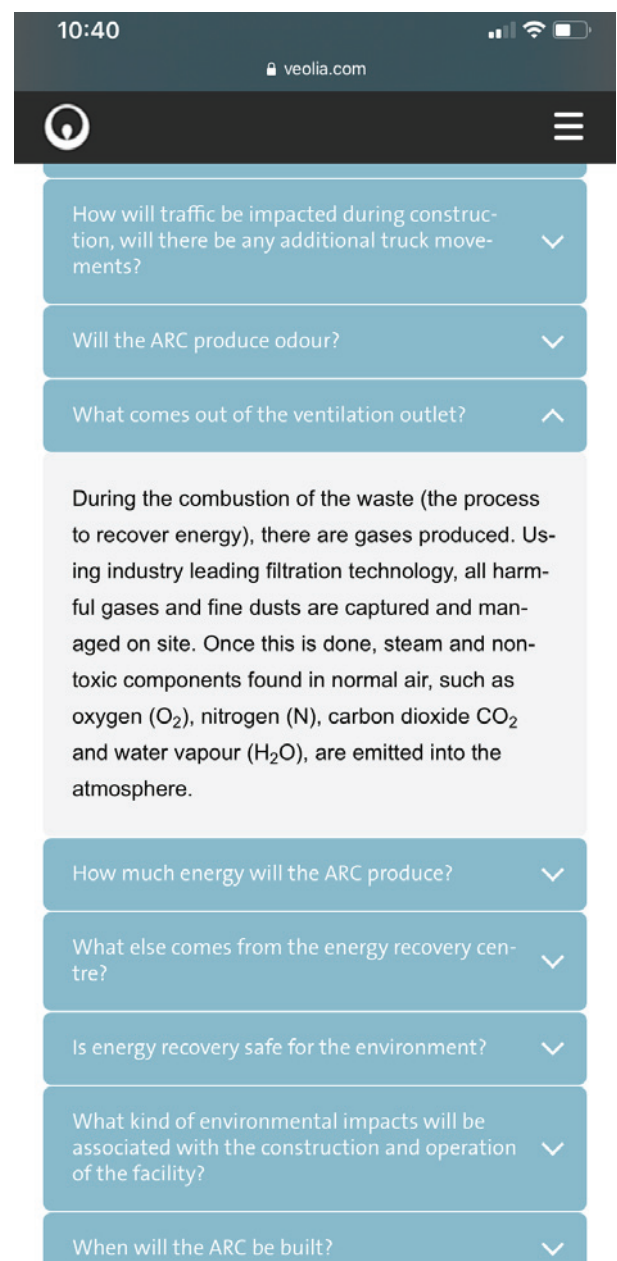 10:40
veolia.com
How will traffic be impacted during construc-
tion, will there be any additional truck move-
ments?
Will the ARC produce odour?
What comes out of the ventilation outlet?
During the combustion of the waste (the process
to recover energy), there are gases produced. Us-
ing industry leading filtration technology, all harm-
ful gases and fine dusts are captured and man-
aged on site. Once this is done, steam and non-
toxic components found in normal air, such as
oxygen (O₂), nitrogen (N), carbon dioxide CO₂
and water vapour (H₂O), are emitted into the
atmosphere.
How much energy will the ARC produce?
What else comes from the energy recovery cen-
tre?
Is energy recovery safe for the environment?
What kind of environmental impacts will be
associated with the construction and operation
of the facility?
When will the ARC be built?